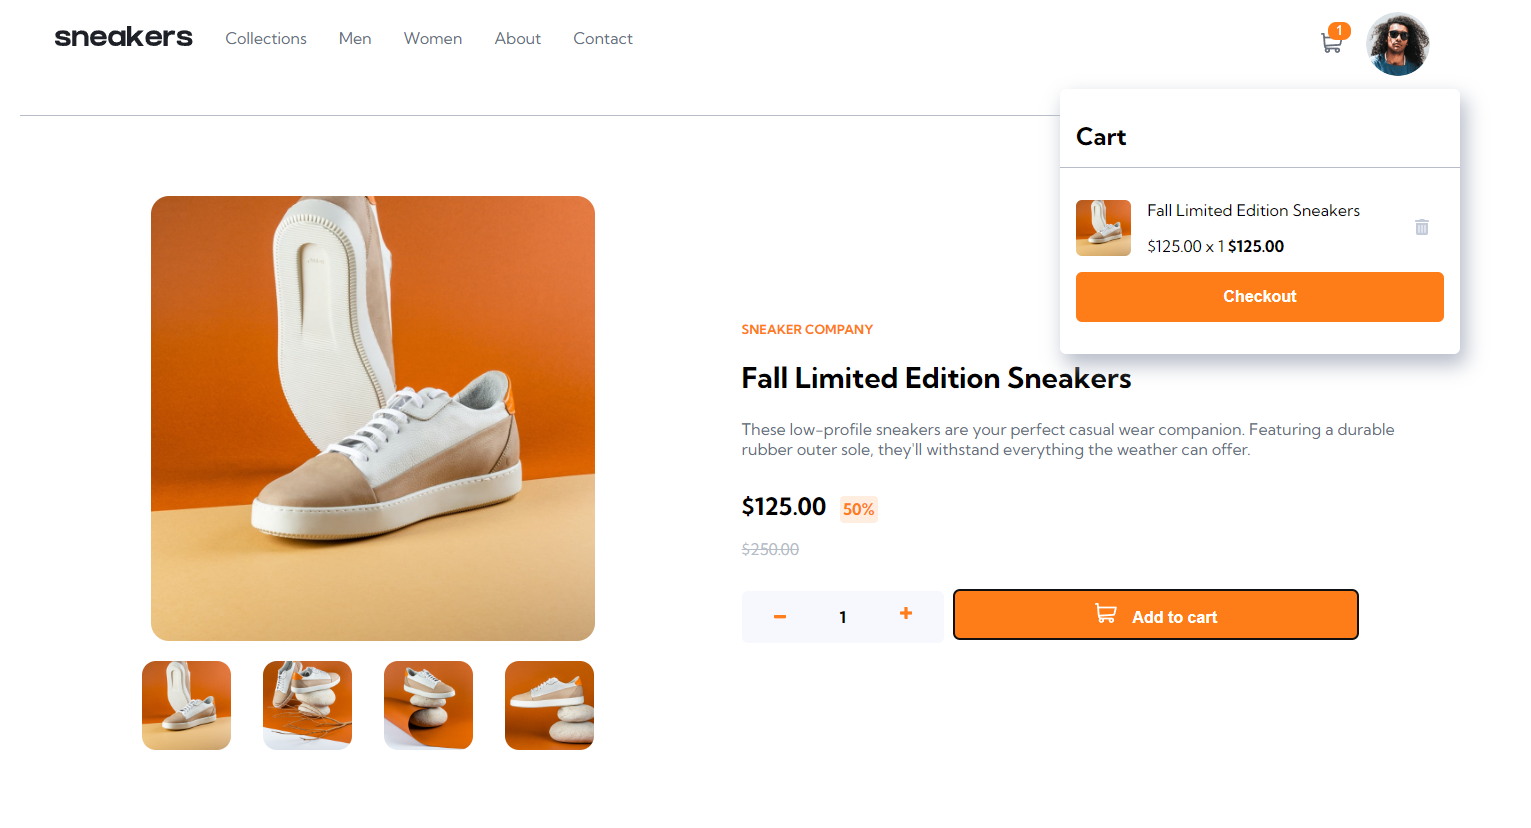 sneakers
Collections
Men
Women
About
Contact
1
Cart
Fall Limited Edition Sneakers
$125.00 x 1 $125.00
Checkout
SNEAKER COMPANY
Fall Limited Edition Sneakers
These low-profile sneakers are your perfect casual wear companion. Featuring a durable
rubber outer sole, they'll withstand everything the weather can offer.
$125.00 50%
$250.00
− 1 +
Add to cart